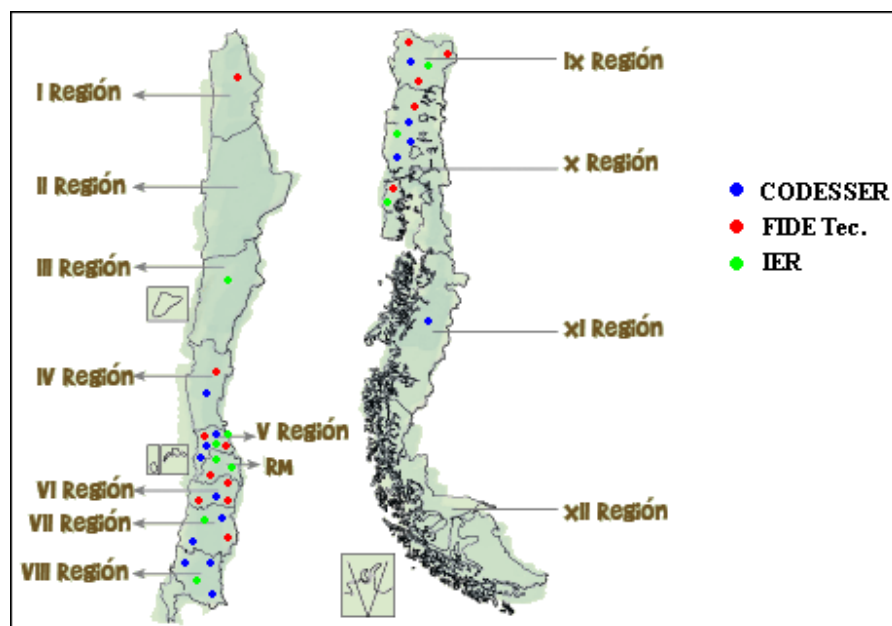 I Región
II Región
III Región
IV Región
V Región
RM
VI Región
VII Región
VIII Región
IX Región
X Región
XI Región
XII Región
CODESSER
FIDE Tec.
IER